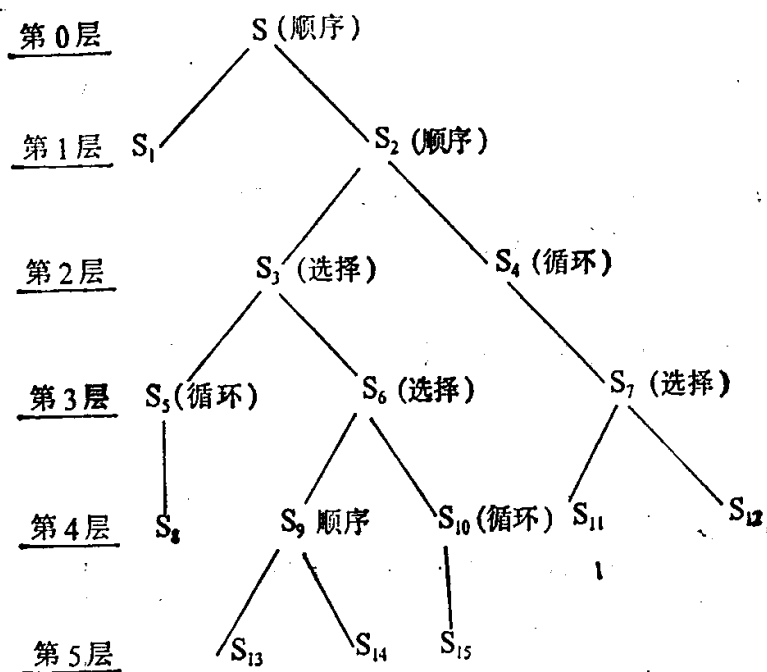 第0层 S(顺序)
第1层 S₁ S₂(顺序)
第2层 S₃(选择) S₄(循环)
第3层 S₅(循环) S₆(选择) S₇(选择)
第4层 S₈ S₉ 顺序 S₁₀(循环) S₁₁ S₁₂
第5层 S₁₃ S₁₄ S₁₅